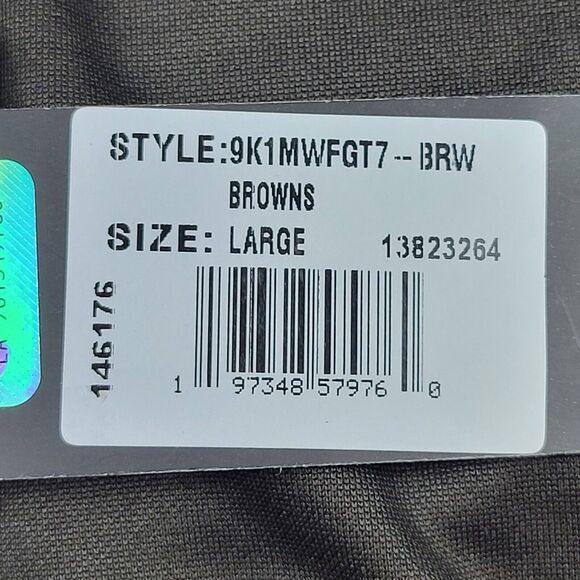 STYLE:9K1MWFGT7--BRW
BROWNS
SIZE: LARGE 13823264
146176
1 97348 57976 0